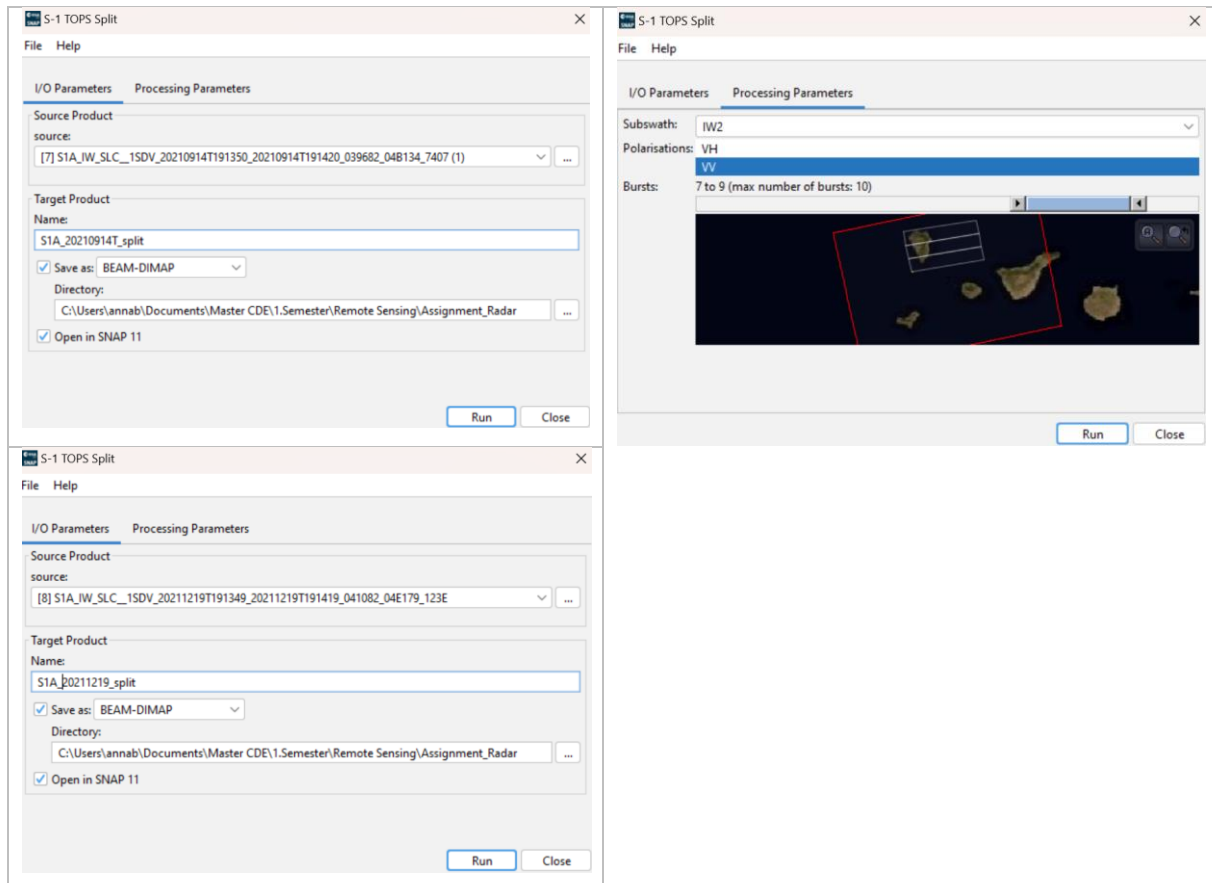 S-1 TOPS Split
File Help
I/O Parameters Processing Parameters
Source Product
source:
[7] S1A_IW_SLC__1SDV_20210914T191350_20210914T191420_039682_04B134_7407 (1)
...
Target Product
Name:
S1A_20210914T_split
Save as: BEAM-DIMAP
Directory:
C:\Users\annab\Documents\Master CDE\1.Semester\Remote Sensing\Assignment_Radar
...
Open in SNAP 11
Run Close
S-1 TOPS Split
File Help
I/O Parameters Processing Parameters
Subswath: IW2
Polarisations: VH
VV
Bursts: 7 to 9 (max number of bursts: 10)
Run Close
S-1 TOPS Split
File Help
I/O Parameters Processing Parameters
Source Product
source:
[8] S1A_IW_SLC__1SDV_20211219T191349_20211219T191419_041082_04E179_123E
...
Target Product
Name:
S1A_20211219_split
Save as: BEAM-DIMAP
Directory:
C:\Users\annab\Documents\Master CDE\1.Semester\Remote Sensing\Assignment_Radar
...
Open in SNAP 11
Run Close